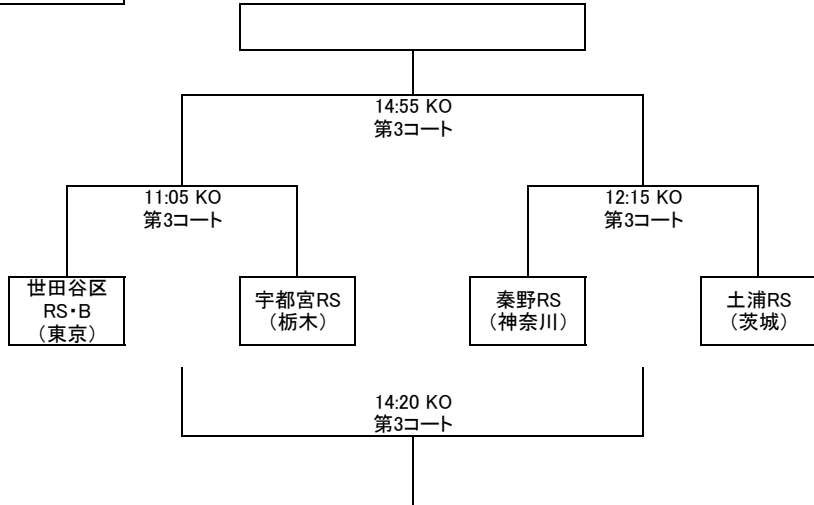 14:55 KO
第3コート
11:05 KO
第3コート
12:15 KO
第3コート
世田谷区
RS・B
（東京）
宇都宮RS
（栃木）
秦野RS
（神奈川）
土浦RS
（茨城）
14:20 KO
第3コート